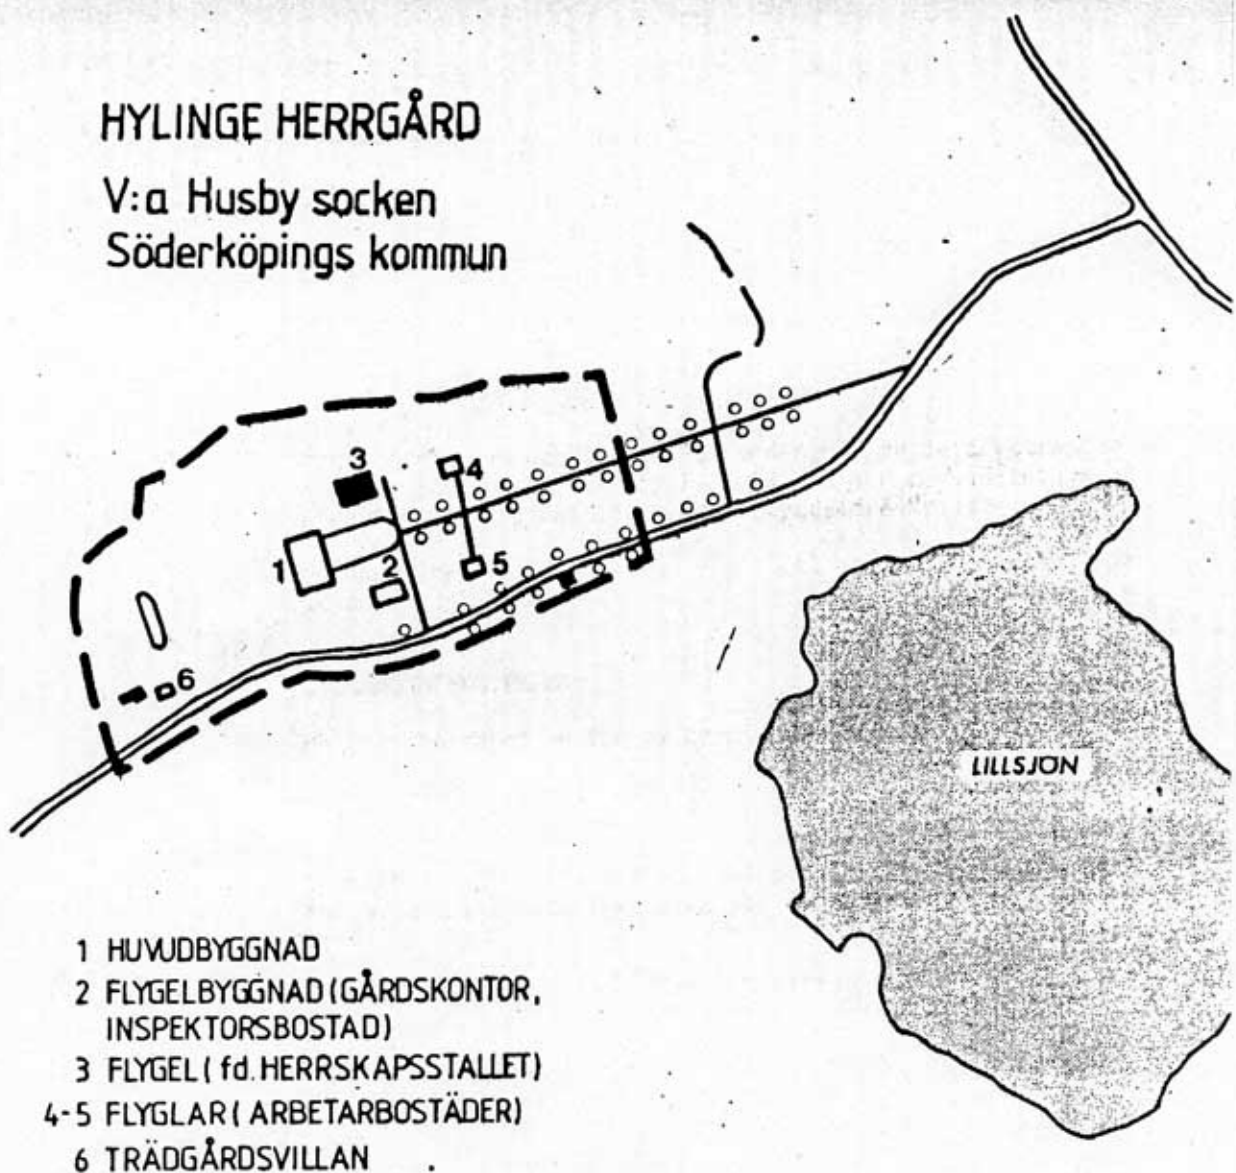 HYLINGE HERRGÅRD
V:a Husby socken
Söderköpings kommun
3
4
1
2
5
6
LILLSJÖN
1 HUVUDBYGGNAD
2 FLYGELBYGGNAD (GÅRDSKONTOR,
INSPEKTORSBOSTAD)
3 FLYGEL (fd. HERRSKAPSSTALLET)
4-5 FLYGLAR (ARBETARBOSTÄDER)
6 TRÄDGÅRDSVILLAN